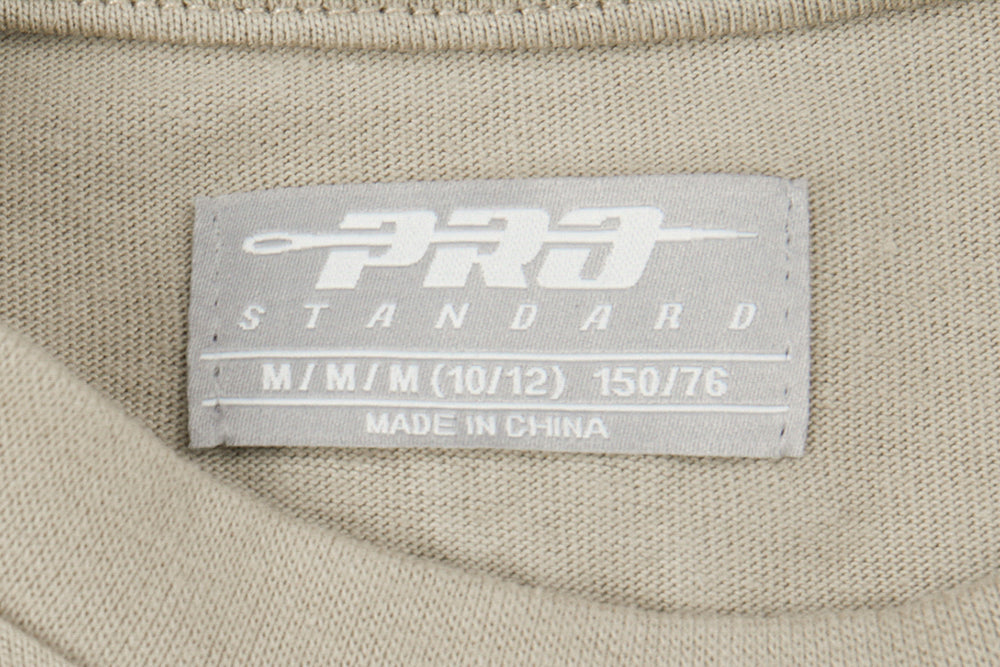 PRO
STANDARD
M/M/M (10/12) 150/76
MADE IN CHINA